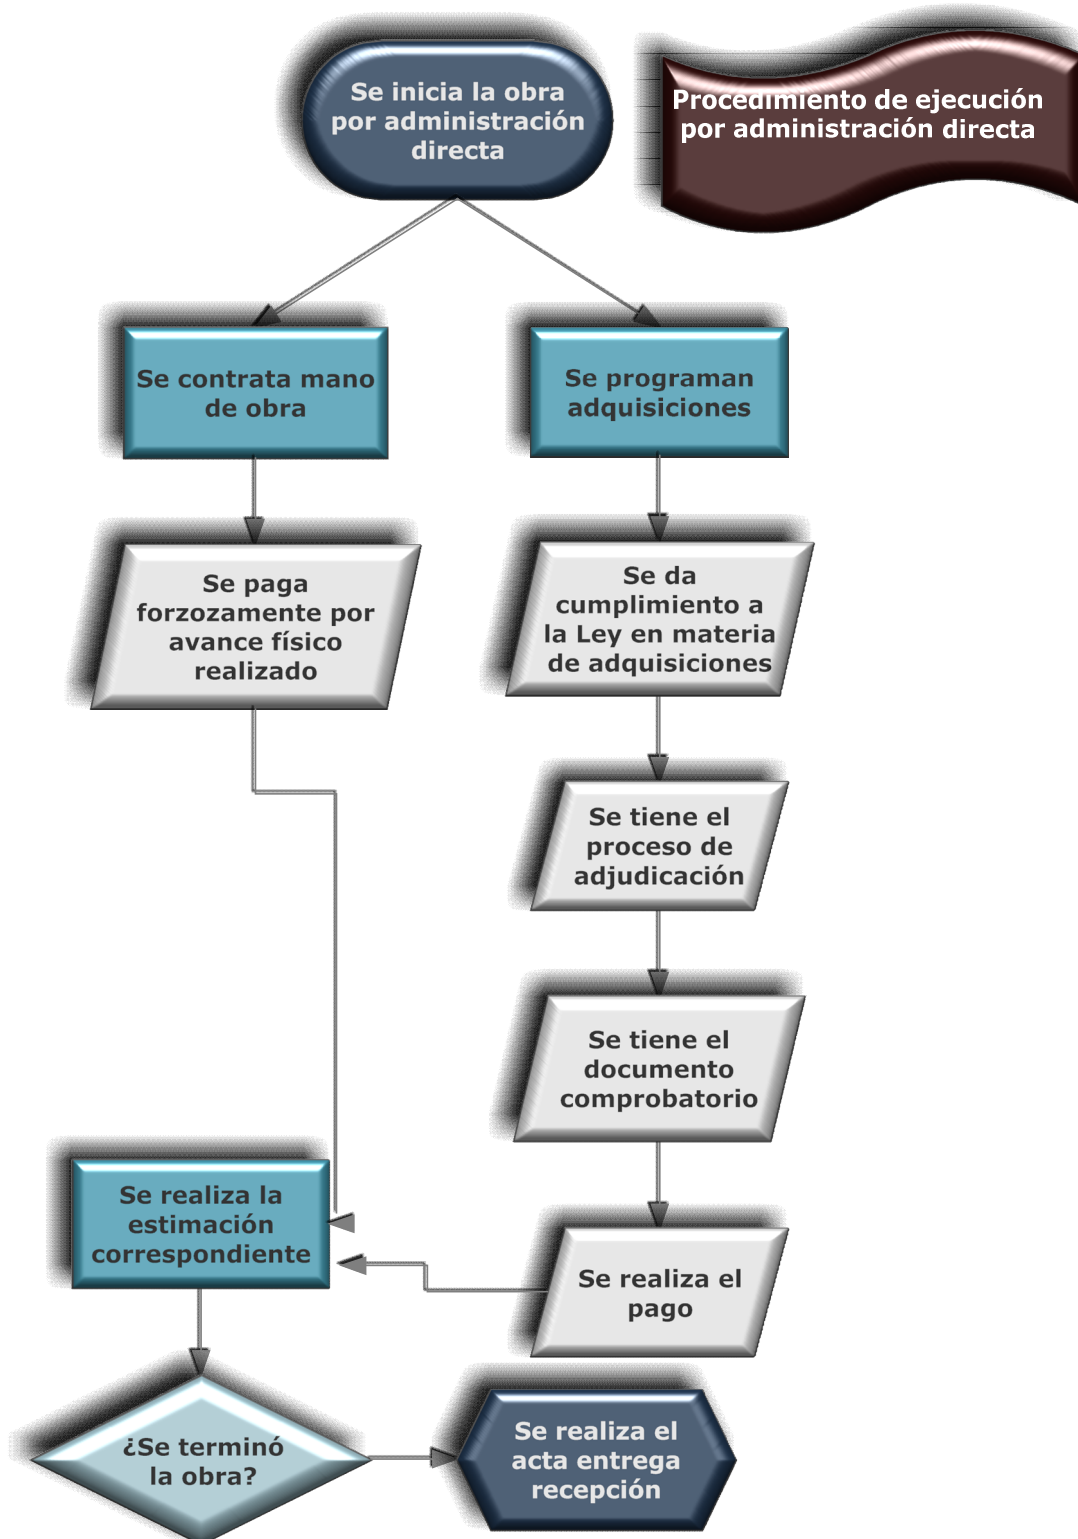 Se inicia la obra
por administración
directa
Procedimiento de ejecución
por administración directa
Se contrata mano
de obra
Se programan
adquisiciones
Se paga
forzozamente por
avance físico
realizado
Se da
cumplimiento a
la Ley en materia
de adquisiciones
Se tiene el
proceso de
adjudicación
Se tiene el
documento
comprobatorio
Se realiza la
estimación
correspondiente
Se realiza el
pago
¿Se terminó
la obra?
Se realiza el
acta entrega
recepción